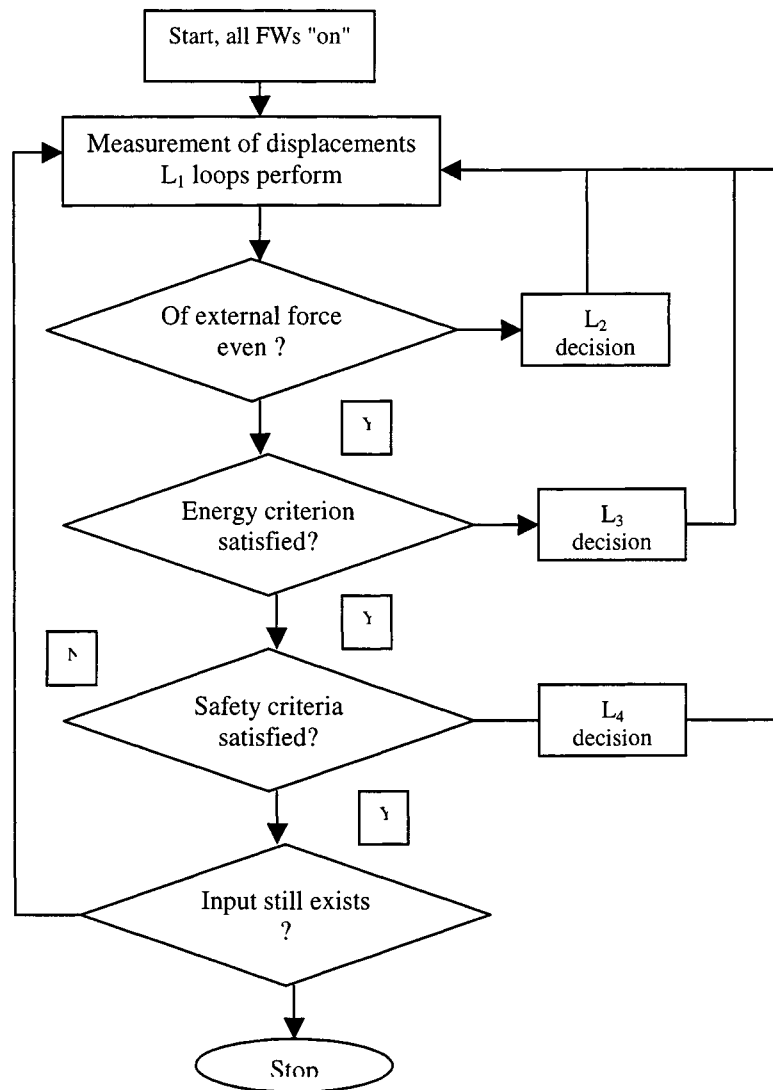 Start, all FWs "on"
Measurement of displacements
L₁ loops perform
Of external force
even ?
L₂
decision
Y
Energy criterion
satisfied?
L₃
decision
Y
N
Safety criteria
satisfied?
L₄
decision
Y
Input still exists
?
Stop